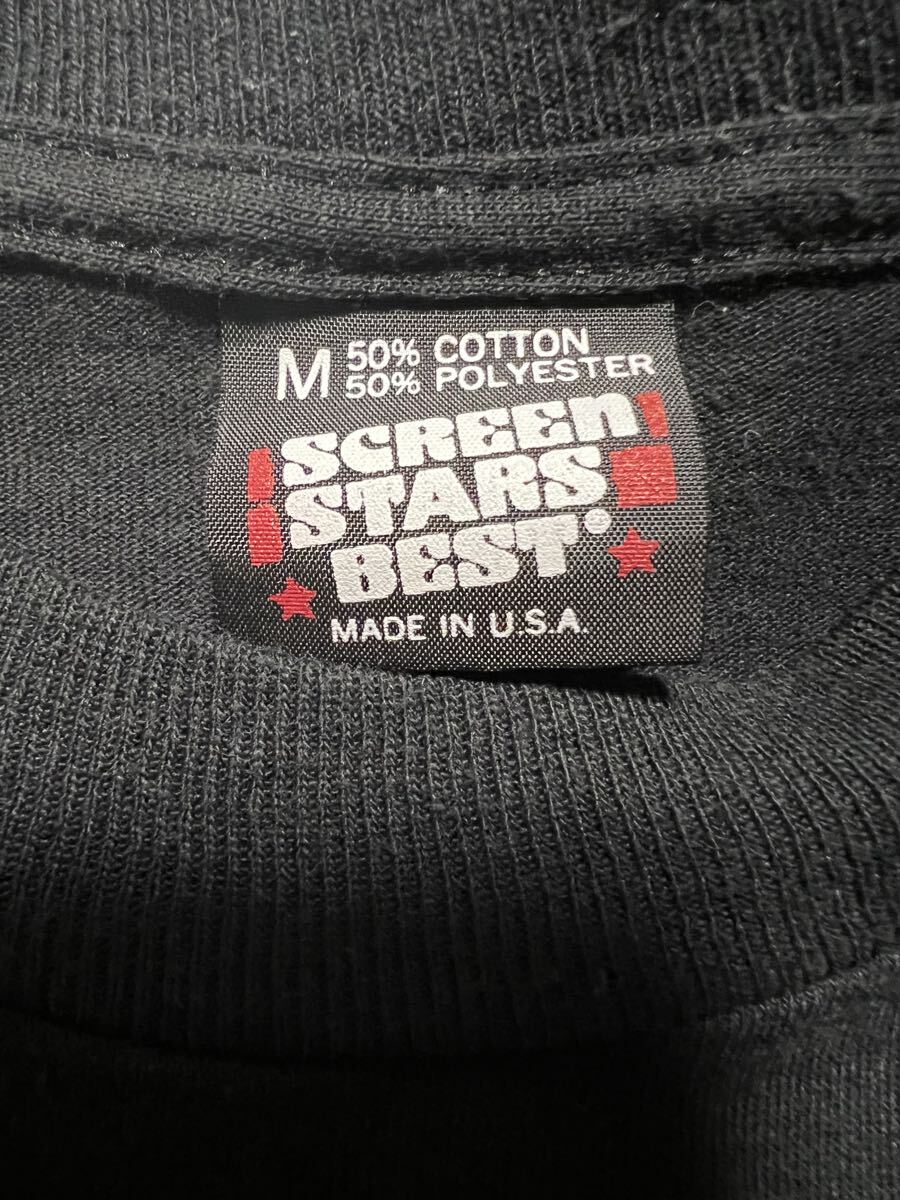 M 50% COTTON
50% POLYESTER
SCREEN
STARS
BEST®
MADE IN U.S.A.